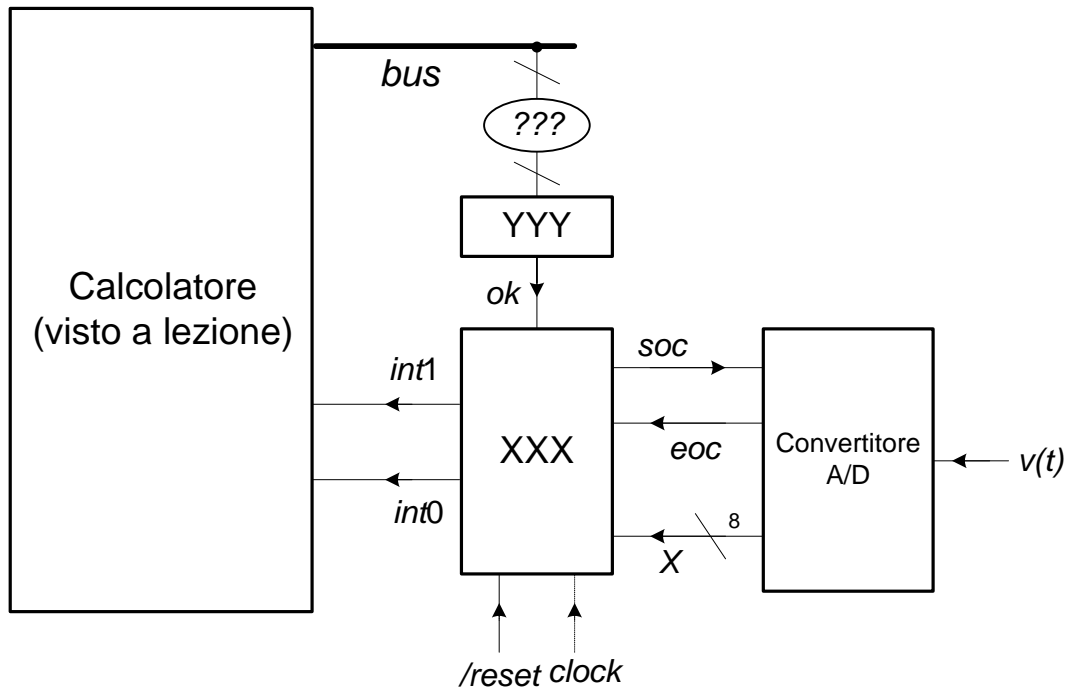 bus
???
YYY
ok
Calcolatore
(visto a lezione)
int1
int0
XXX
soc
eoc
8
X
Convertitore
A/D
v(t)
/reset
clock